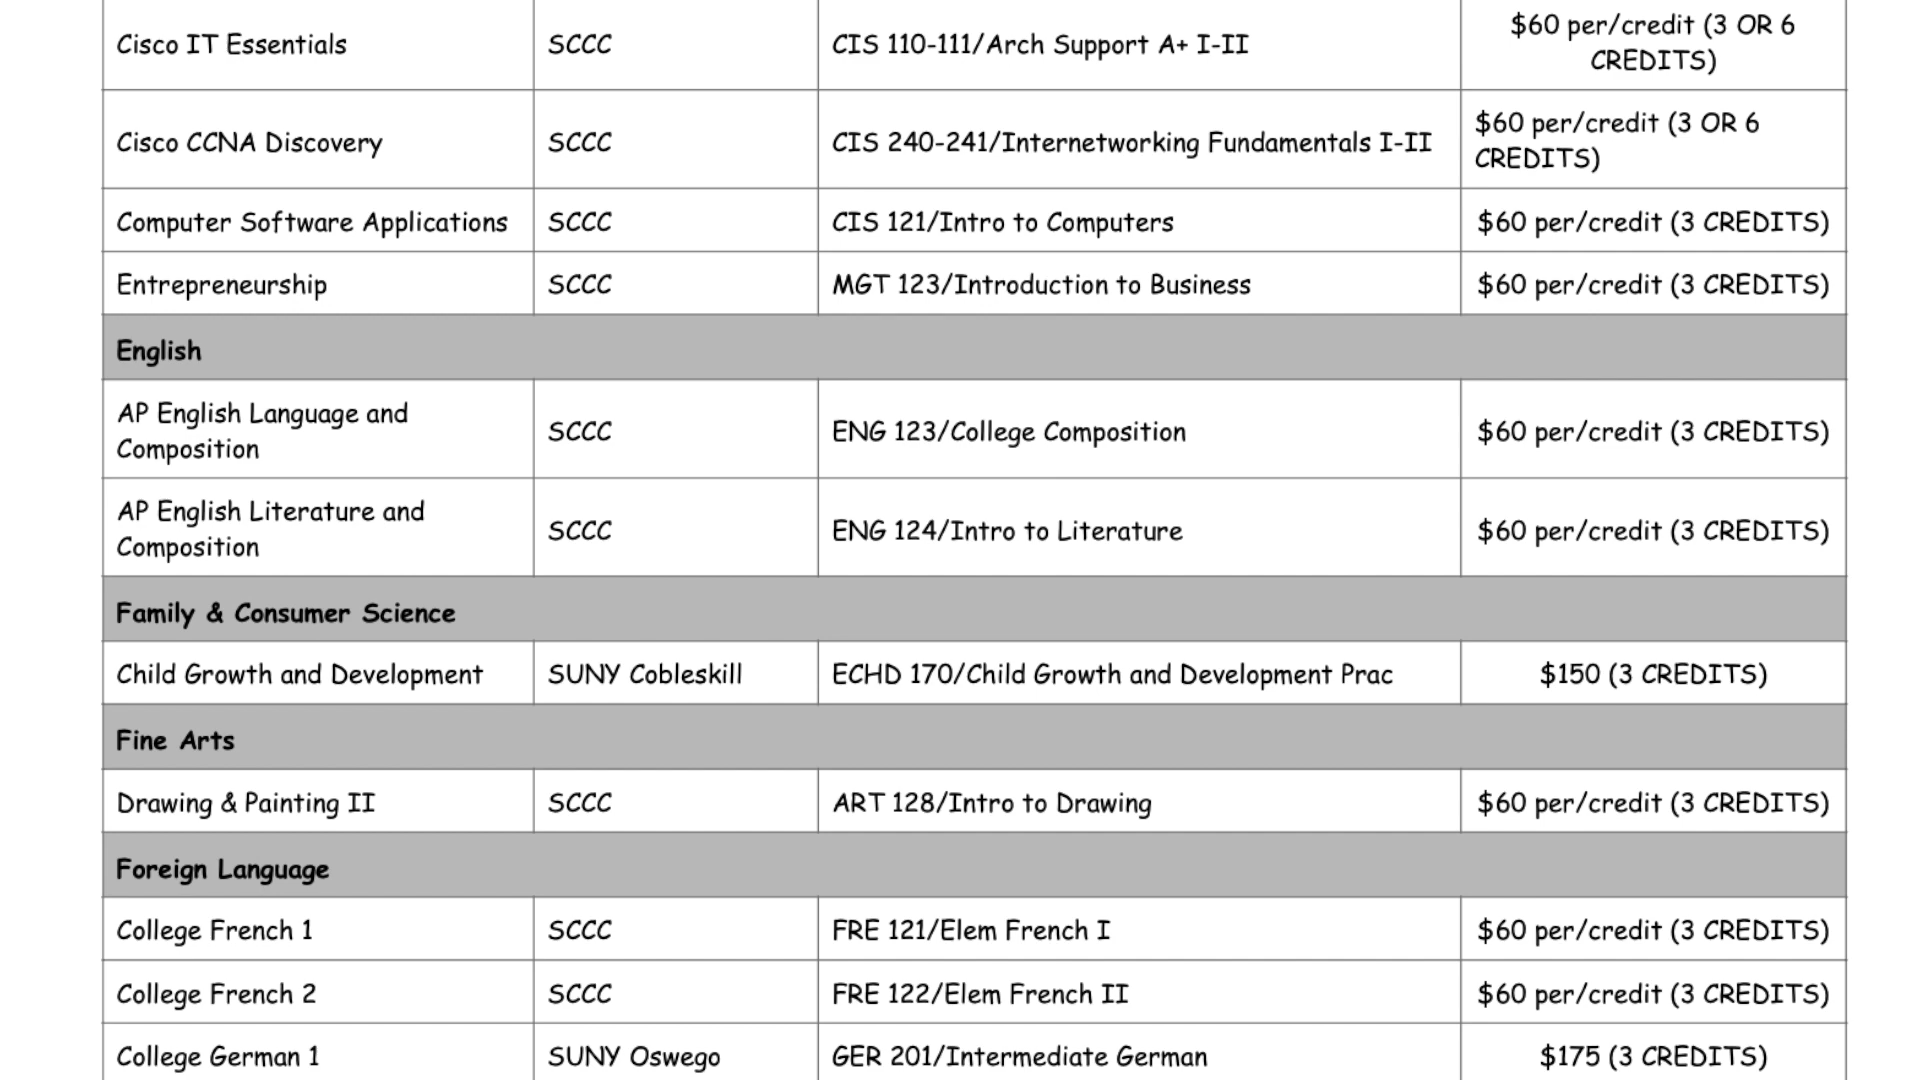 Cisco IT Essentials SCCC CIS 110-111/Arch Support A+ I-II $60 per/credit (3 OR 6
CREDITS)
Cisco CCNA Discovery SCCC CIS 240-241/Internetworking Fundamentals I-II $60 per/credit (3 OR 6
CREDITS)
Computer Software Applications SCCC CIS 121/Intro to Computers $60 per/credit (3 CREDITS)
Entrepreneurship SCCC MGT 123/Introduction to Business $60 per/credit (3 CREDITS)
English
AP English Language and
Composition SCCC ENG 123/College Composition $60 per/credit (3 CREDITS)
AP English Literature and
Composition SCCC ENG 124/Intro to Literature $60 per/credit (3 CREDITS)
Family & Consumer Science
Child Growth and Development SUNY Cobleskill ECHD 170/Child Growth and Development Prac $150 (3 CREDITS)
Fine Arts
Drawing & Painting II SCCC ART 128/Intro to Drawing $60 per/credit (3 CREDITS)
Foreign Language
College French 1 SCCC FRE 121/Elem French I $60 per/credit (3 CREDITS)
College French 2 SCCC FRE 122/Elem French II $60 per/credit (3 CREDITS)
College German 1 SUNY Oswego GER 201/Intermediate German $175 (3 CREDITS)